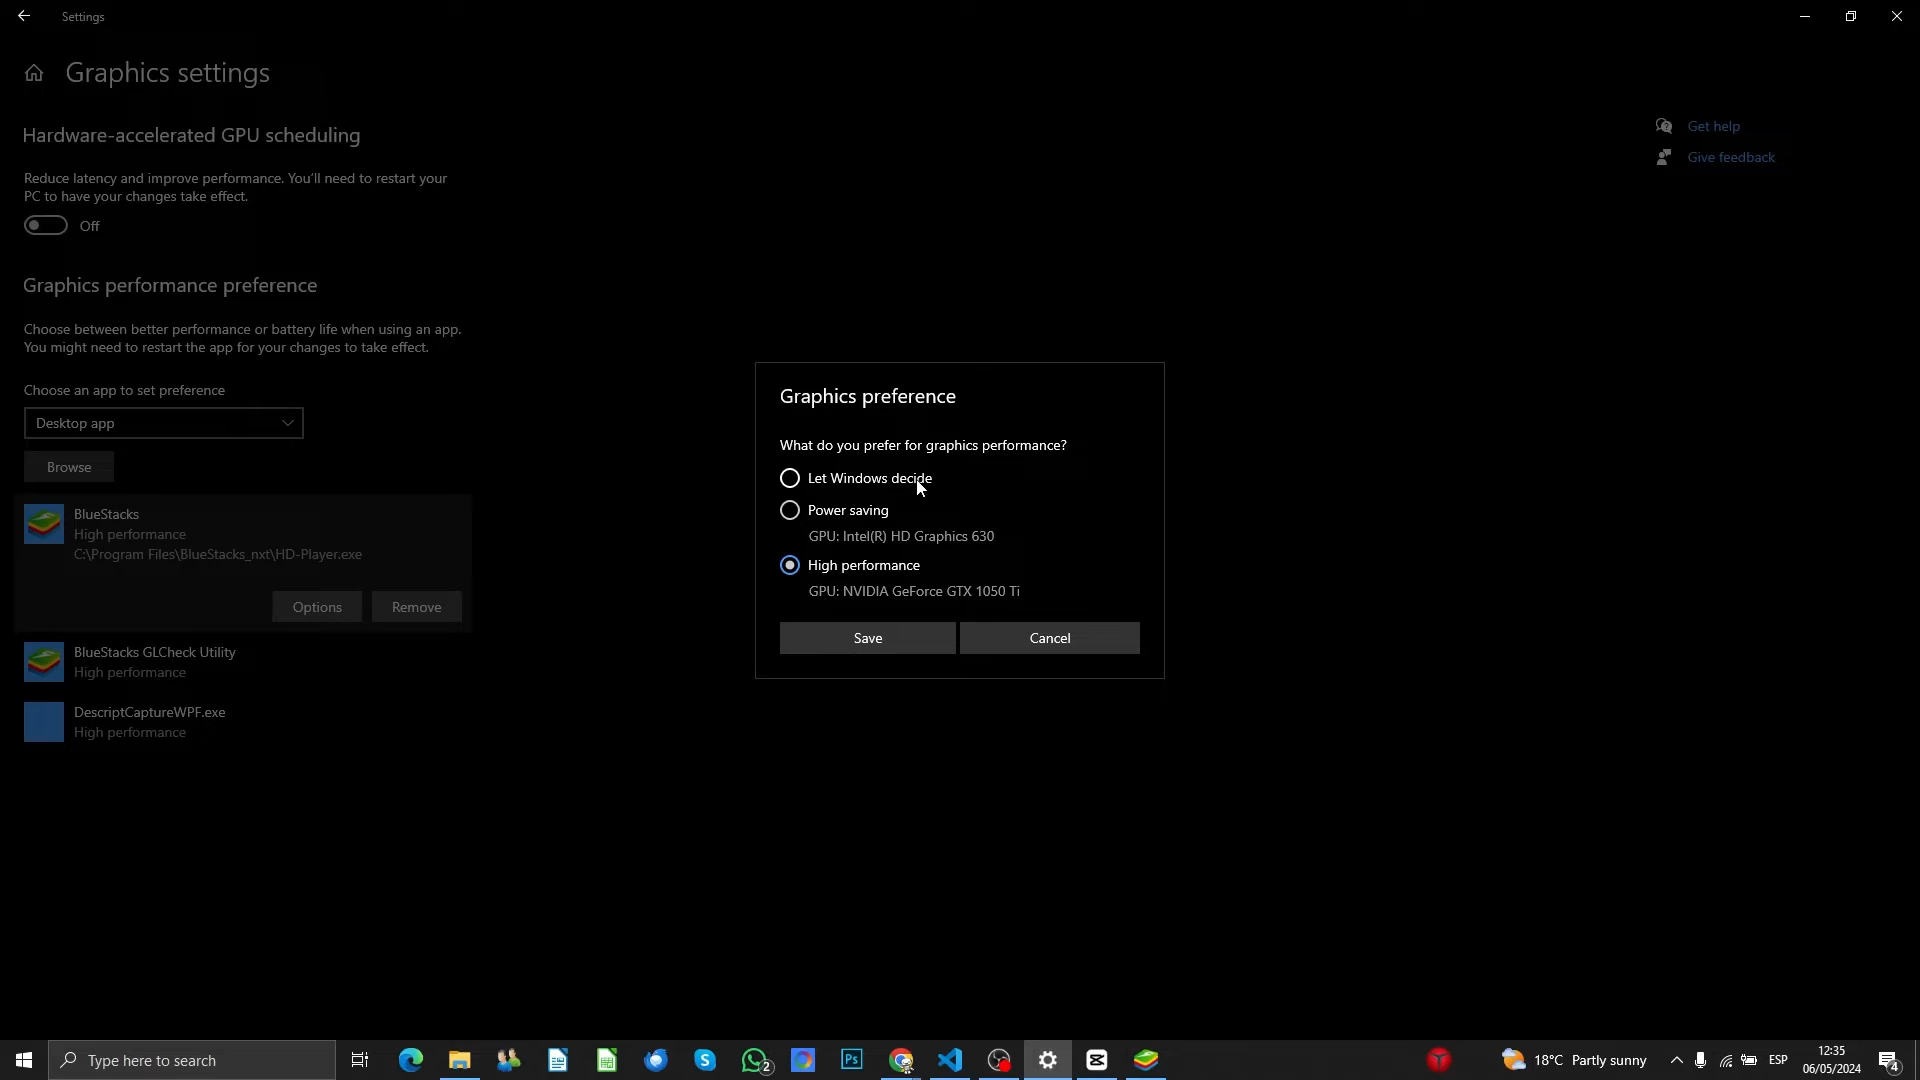 Settings
Graphics settings
Hardware-accelerated GPU scheduling
Get help
Give feedback
Reduce latency and improve performance. You'll need to restart your
PC to have your changes take effect.
Off
Graphics performance preference
Choose between better performance or battery life when using an app.
You might need to restart the app for your changes to take effect.
Choose an app to set preference
Desktop app
Browse
BlueStacks
High performance
C:\Program Files\BlueStacks_nxt\HD-Player.exe
Options
Remove
BlueStacks GLCheck Utility
High performance
DescriptCaptureWPF.exe
High performance
Graphics preference
What do you prefer for graphics performance?
Let Windows decide
Power saving
GPU: Intel(R) HD Graphics 630
High performance
GPU: NVIDIA GeForce GTX 1050 Ti
Save
Cancel
Type here to search
2
Ps
18°C Partly sunny
ESP
12:35
06/05/2024
4